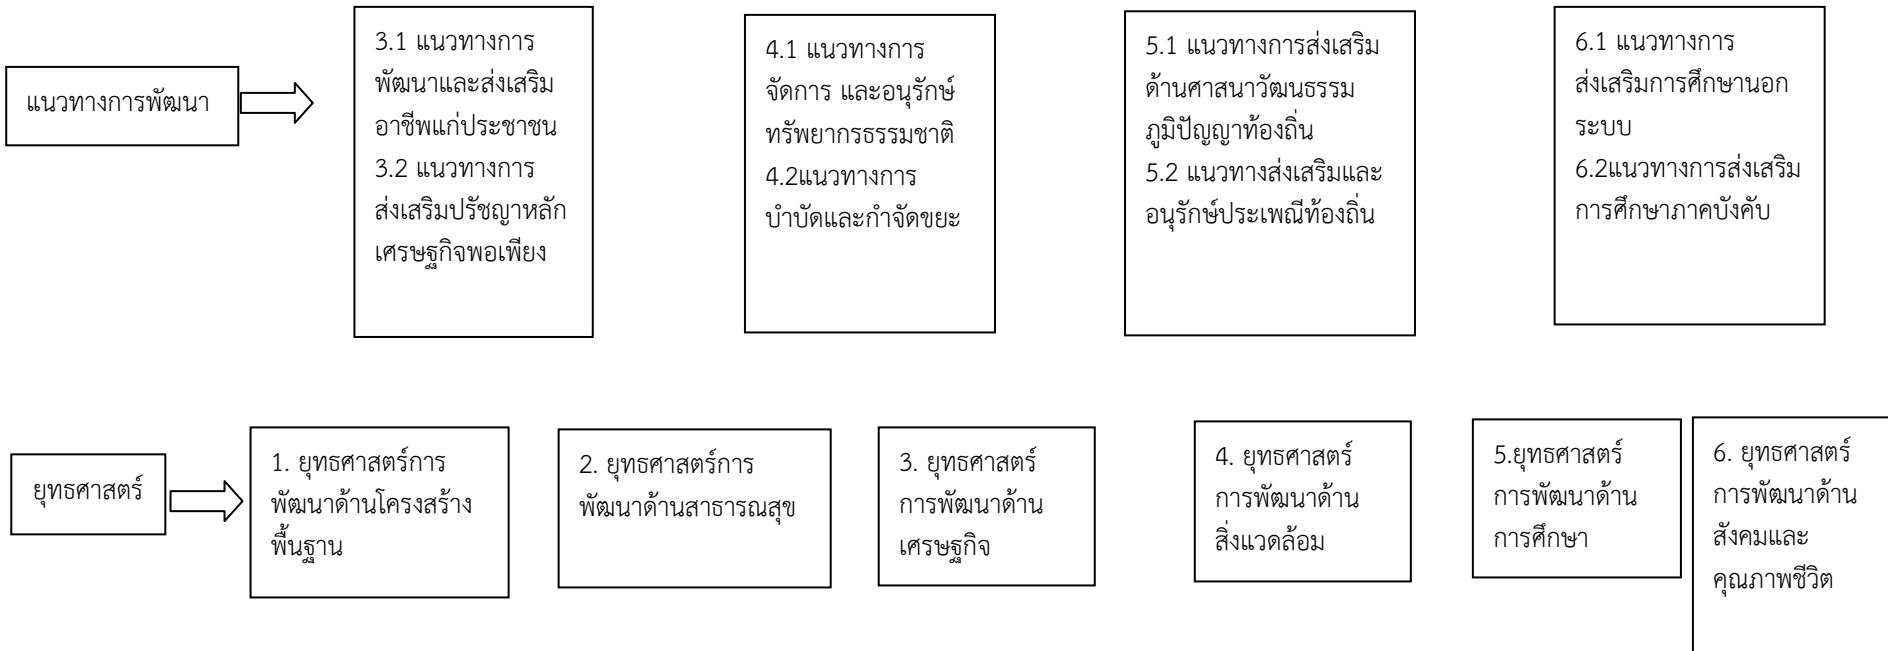 แนวทางการพัฒนา
3.1 แนวทางการ
พัฒนาและส่งเสริม
อาชีพแก่ประชาชน
3.2 แนวทางการ
ส่งเสริมปรัชญาหลัก
เศรษฐกิจพอเพียง
4.1 แนวทางการ
จัดการ และอนุรักษ์
ทรัพยากรธรรมชาติ
4.2แนวทางการ
บำบัดและกำจัดขยะ
5.1 แนวทางการส่งเสริม
ด้านศาสนาวัฒนธรรม
ภูมิปัญญาท้องถิ่น
5.2 แนวทางส่งเสริมและ
อนุรักษ์ประเพณีท้องถิ่น
6.1 แนวทางการ
ส่งเสริมการศึกษานอก
ระบบ
6.2แนวทางการส่งเสริม
การศึกษาภาคบังคับ
ยุทธศาสตร์
1. ยุทธศาสตร์การ
พัฒนาด้านโครงสร้าง
พื้นฐาน
2. ยุทธศาสตร์การ
พัฒนาด้านสาธารณสุข
3. ยุทธศาสตร์
การพัฒนาด้าน
เศรษฐกิจ
4. ยุทธศาสตร์
การพัฒนาด้าน
สิ่งแวดล้อม
5.ยุทธศาสตร์
การพัฒนาด้าน
การศึกษา
6. ยุทธศาสตร์
การพัฒนาด้าน
สังคมและ
คุณภาพชีวิต